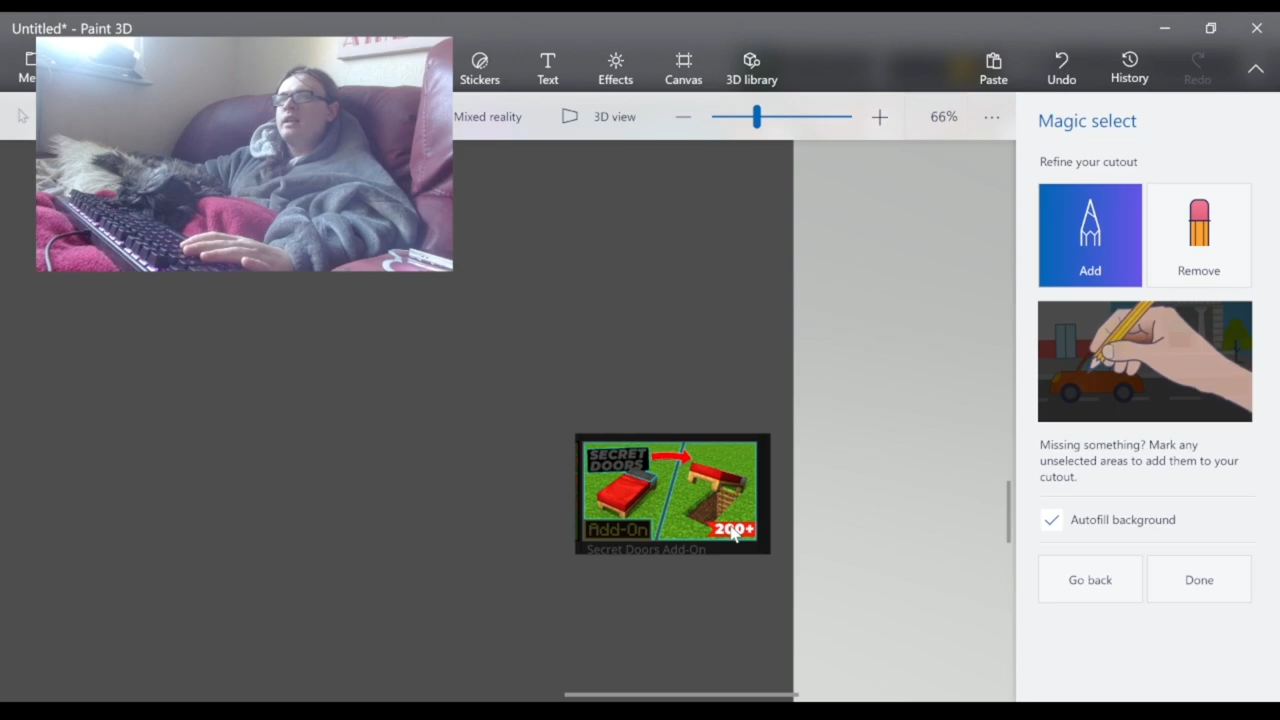 Untitled* - Paint 3D
Me
Stickers
Text
Effects
Canvas
3D library
Paste
Undo
History
Redo
Mixed reality
3D view
66%
Magic select
Refine your cutout
Add
Remove
Missing something? Mark any
unselected areas to add them to your
cutout.
Autofill background
Go back
Done
SECRET
DOORS
Add-On
200+
Secret Doors Add-On